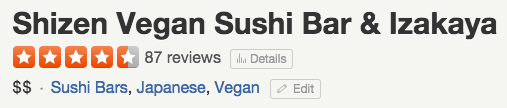 Shizen Vegan Sushi Bar & Izakaya
87 reviews Details
$$ · Sushi Bars, Japanese, Vegan Edit